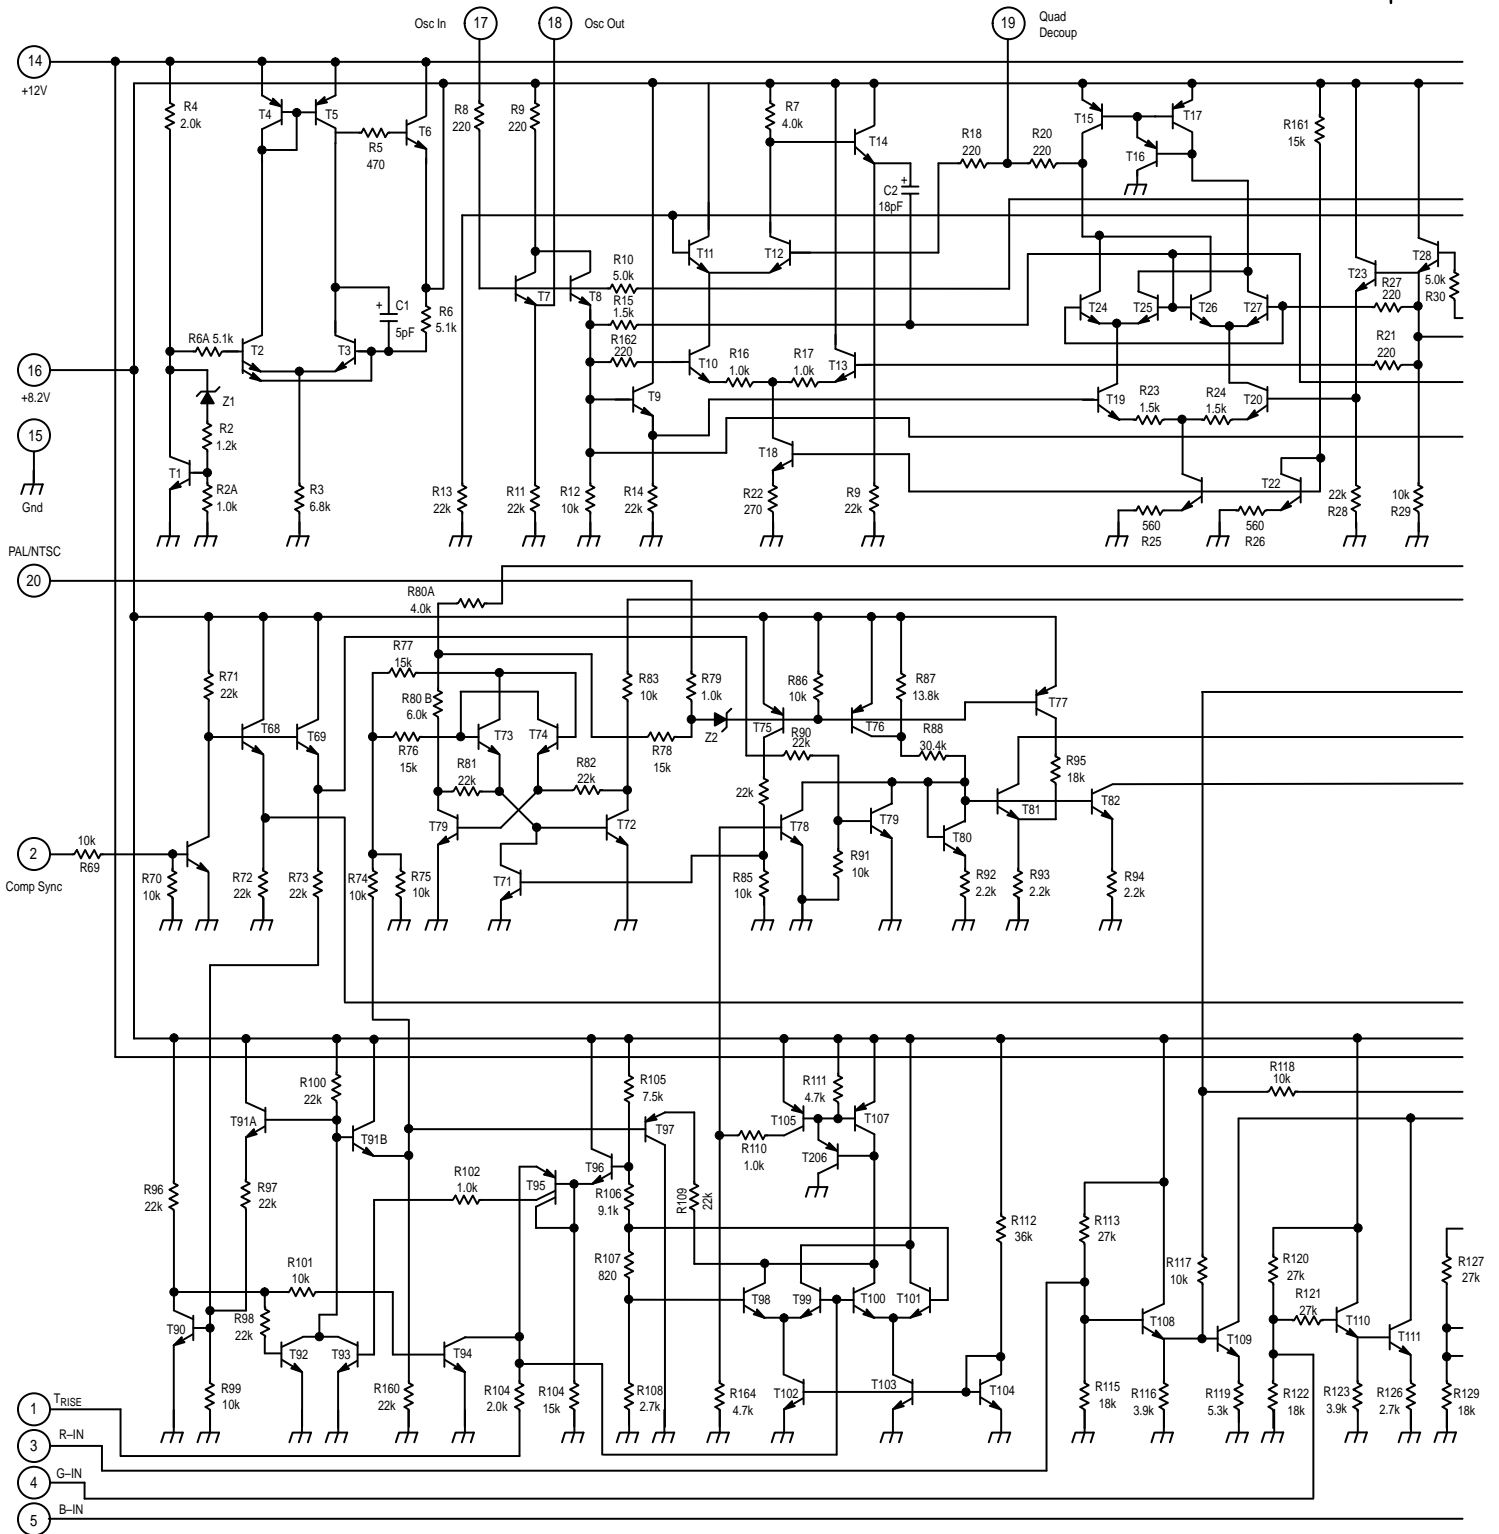 Osc In
17
18
Osc Out
19
Quad
Decoup
14
+12V
R4
2.0k
T4
T5
R5
470
T6
R8
220
R9
220
R7
4.0k
T14
C2
18pF
+
R18
220
R20
220
T15
T17
T16
R161
15k
T11
T12
R10
5.0k
T7
T8
R15
1.5k
R162
220
C1
5pF
+
R6
5.1k
T24
T25
T26
T27
T23
T28
5.0k
R30
R27
220
R21
220
R6A 5.1k
T2
T3
16
+8.2V
Z1
T10
R16
1.0k
R17
1.0k
T13
T9
T19
R23
1.5k
R24
1.5k
T20
15
Gnd
R2
1.2k
T1
R2A
1.0k
R3
6.8k
R13
22k
R11
22k
R12
10k
R14
22k
T18
R22
270
R9
22k
T22
560
R25
560
R26
22k
R28
10k
R29
PAL/NTSC
20
R80A
4.0k
R71
22k
R77
15k
R80 B
6.0k
R83
10k
R79
1.0k
R86
10k
R87
13.8k
T77
T68
T69
R76
15k
T73
T74
R78
15k
Z2
T75
R90
22k
T76
R88
30.4k
R81
22k
R82
22k
22k
R95
18k
T79
T72
T78
T79
T80
T81
T82
10k
R69
2
Comp Sync
R70
10k
R72
22k
R73
22k
R74
10k
R75
10k
T71
R85
10k
R91
10k
R92
2.2k
R93
2.2k
R94
2.2k
R100
22k
R105
7.5k
R111
4.7k
R118
10k
T91A
T91B
T97
T105
T107
R110
1.0k
T206
R96
22k
R97
22k
R102
1.0k
T95
T96
R106
9.1k
R109
22k
R112
36k
R113
27k
R117
10k
R120
27k
R127
27k
R101
10k
R107
820
T98
T99
T100
T101
R121
27k
T90
R98
22k
T92
T93
T94
T108
T109
T110
T111
1
TRISE
R99
10k
R160
22k
R104
2.0k
R104
15k
R108
2.7k
R164
4.7k
T102
T103
T104
R115
18k
R116
3.9k
R119
5.3k
R122
18k
R123
3.9k
R126
2.7k
R129
18k
3
R–IN
4
G–IN
5
B–IN